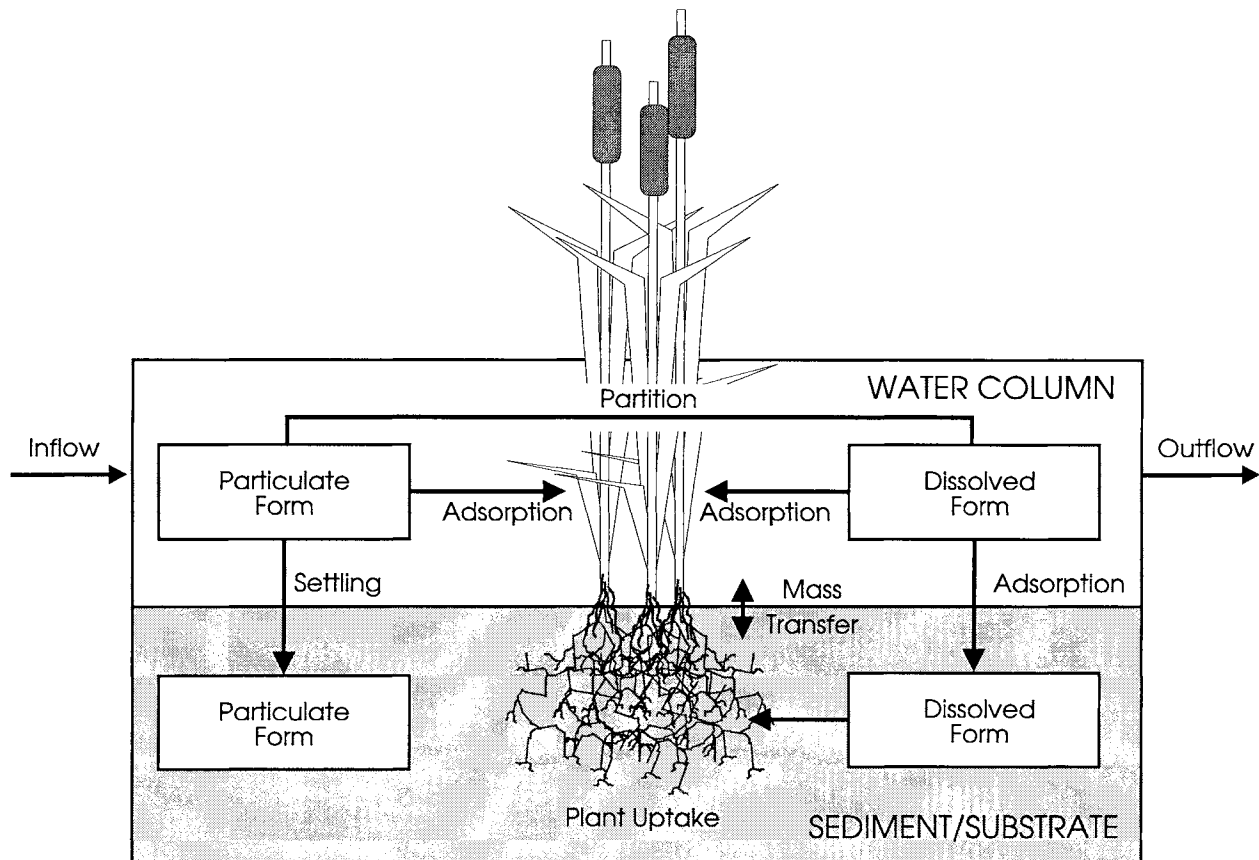 WATER COLUMN
Partition
Inflow
Outflow
Particulate
Form
Dissolved
Form
Adsorption
Adsorption
Settling
Adsorption
Mass
Transfer
Particulate
Form
Dissolved
Form
Plant Uptake
SEDIMENT/SUBSTRATE